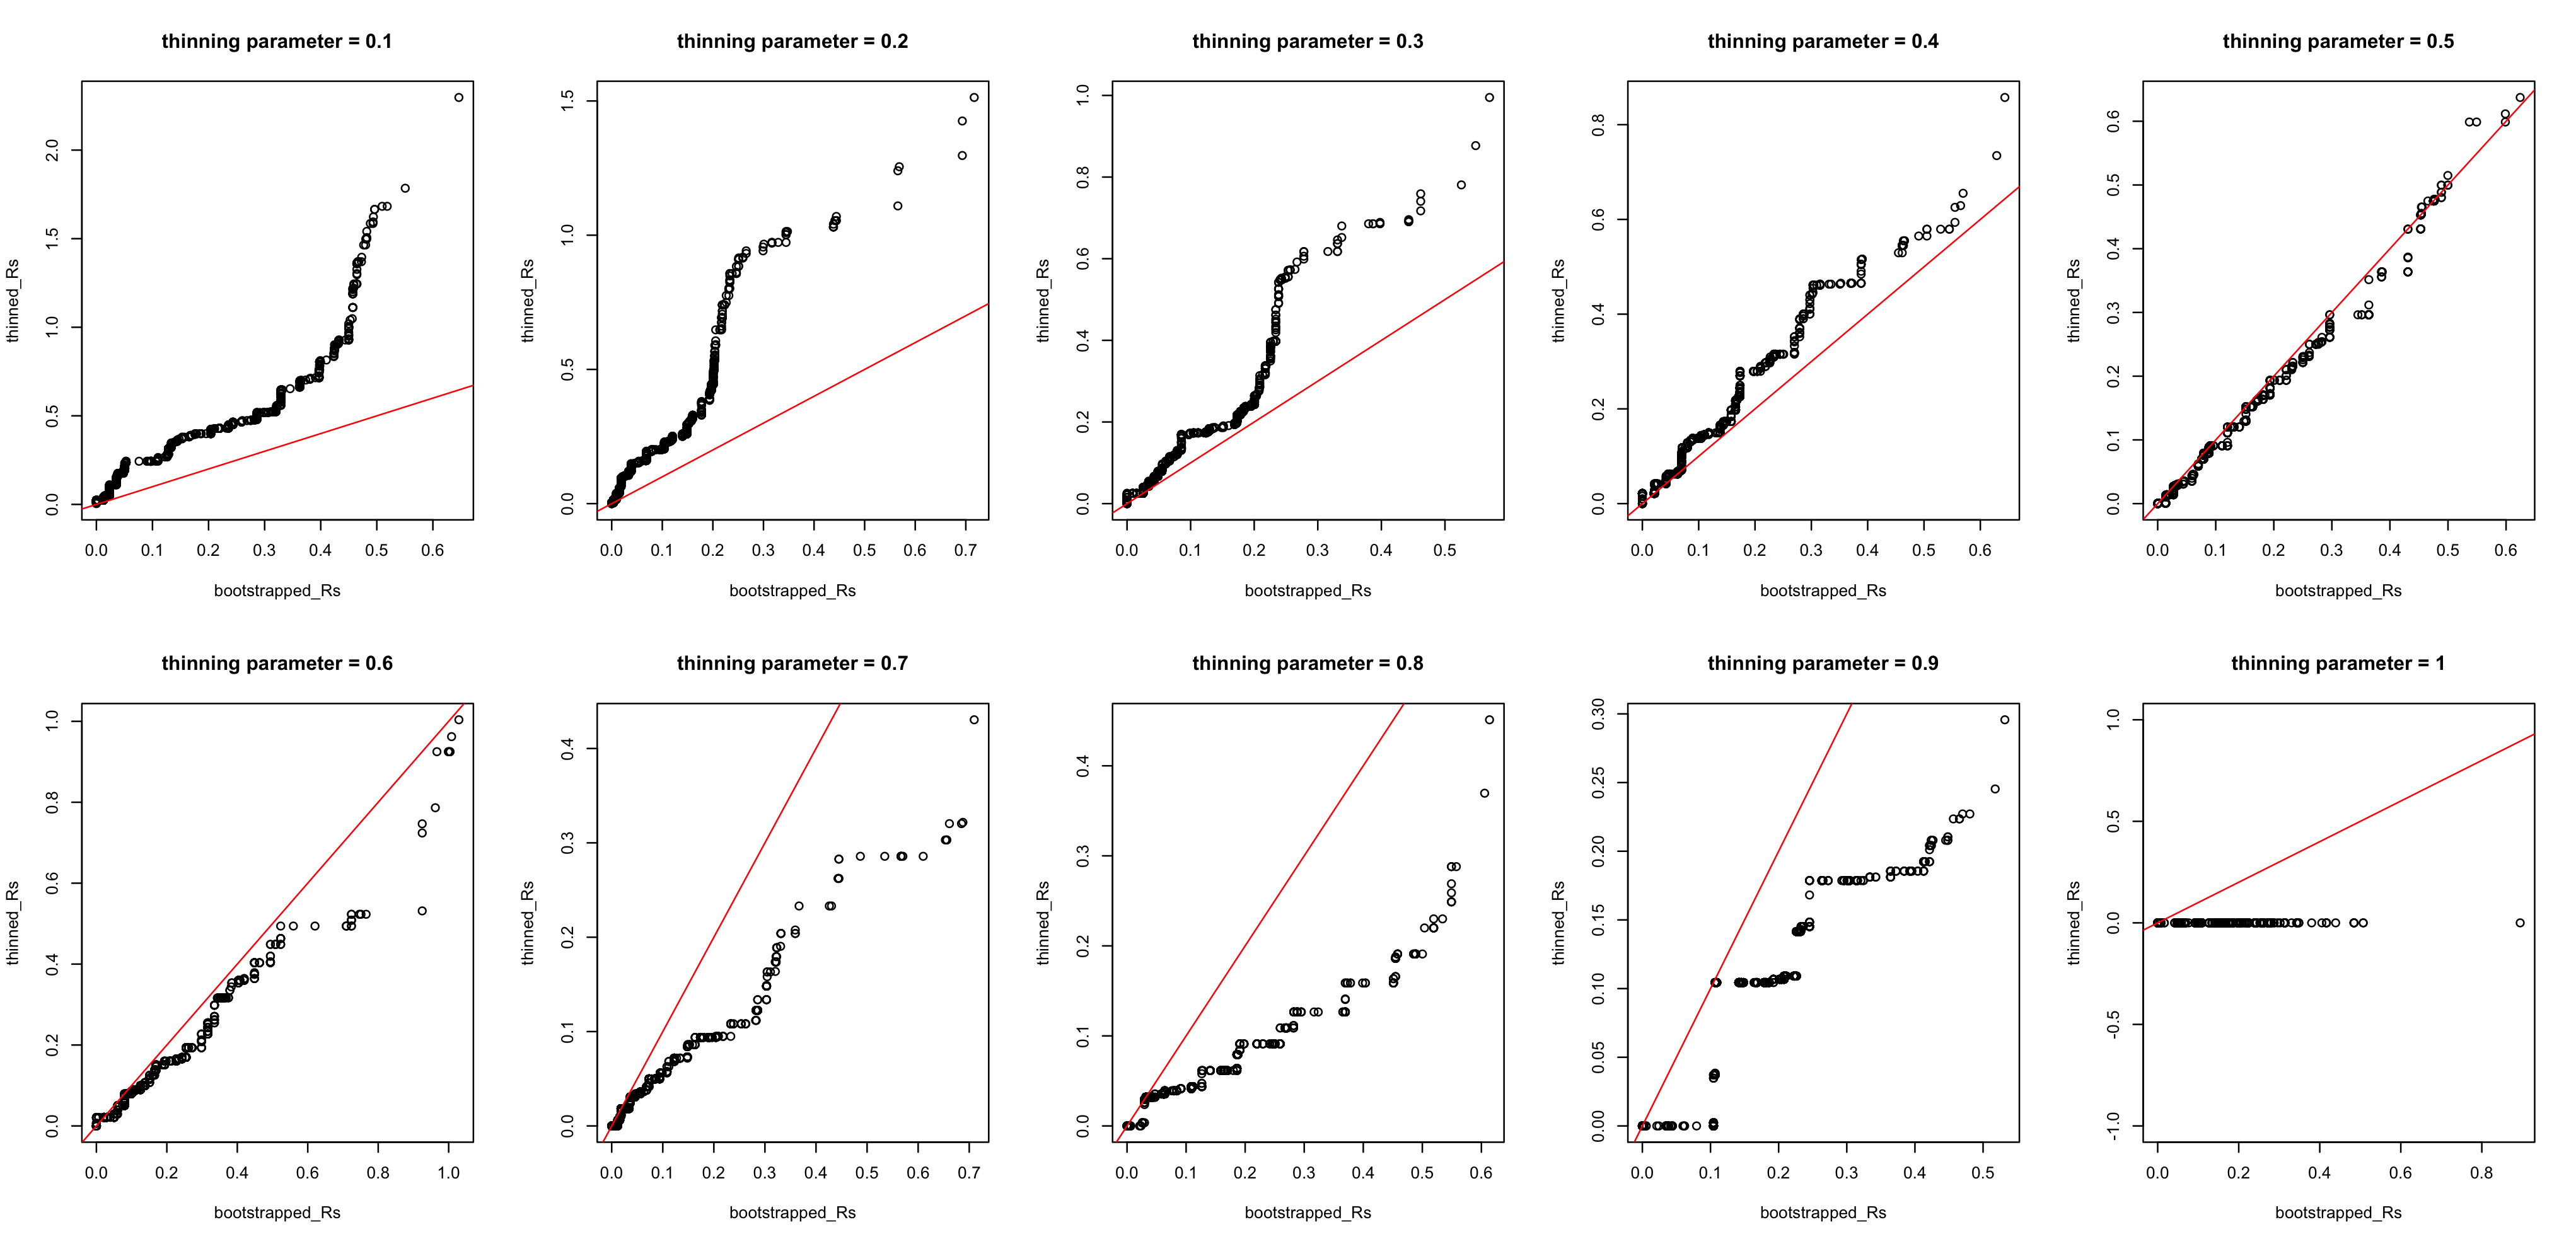 thinning parameter = 0.1
thinned_Rs
0.0 0.5 1.0 1.5 2.0
0.0 0.1 0.2 0.3 0.4 0.5 0.6
bootstrapped_Rs
thinning parameter = 0.2
thinned_Rs
0.0 0.5 1.0 1.5
0.0 0.1 0.2 0.3 0.4 0.5 0.6 0.7
bootstrapped_Rs
thinning parameter = 0.3
thinned_Rs
0.0 0.2 0.4 0.6 0.8 1.0
0.0 0.1 0.2 0.3 0.4 0.5
bootstrapped_Rs
thinning parameter = 0.4
thinned_Rs
0.0 0.2 0.4 0.6 0.8
0.0 0.1 0.2 0.3 0.4 0.5 0.6
bootstrapped_Rs
thinning parameter = 0.5
thinned_Rs
0.0 0.1 0.2 0.3 0.4 0.5 0.6
0.0 0.1 0.2 0.3 0.4 0.5 0.6
bootstrapped_Rs
thinning parameter = 0.6
thinned_Rs
0.0 0.2 0.4 0.6 0.8 1.0
0.0 0.2 0.4 0.6 0.8 1.0
bootstrapped_Rs
thinning parameter = 0.7
thinned_Rs
0.0 0.1 0.2 0.3 0.4
0.0 0.1 0.2 0.3 0.4 0.5 0.6 0.7
bootstrapped_Rs
thinning parameter = 0.8
thinned_Rs
0.0 0.1 0.2 0.3 0.4
0.0 0.1 0.2 0.3 0.4 0.5 0.6
bootstrapped_Rs
thinning parameter = 0.9
thinned_Rs
0.00 0.05 0.10 0.15 0.20 0.25 0.30
0.0 0.1 0.2 0.3 0.4 0.5
bootstrapped_Rs
thinning parameter = 1
thinned_Rs
-1.0 -0.5 0.0 0.5 1.0
0.0 0.2 0.4 0.6 0.8
bootstrapped_Rs